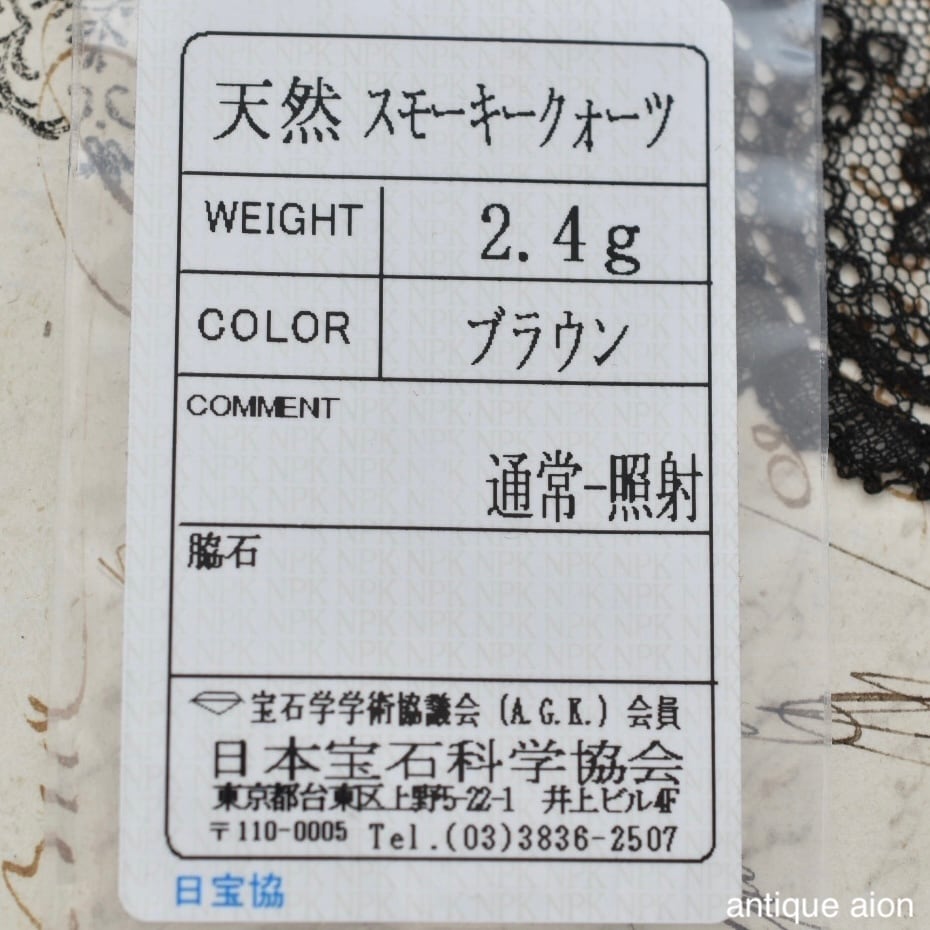 天然 スモーキークォーツ
WEIGHT 2.4g
COLOR ブラウン
COMMENT
通常-照射
脇石
宝石学学術協議会 (A.G.K.) 会員
日本宝石科学協会
東京都台東区上野5-22-1 井上ビル4F
〒110-0005 Tel.(03)3836-2507
日宝協
antique aion